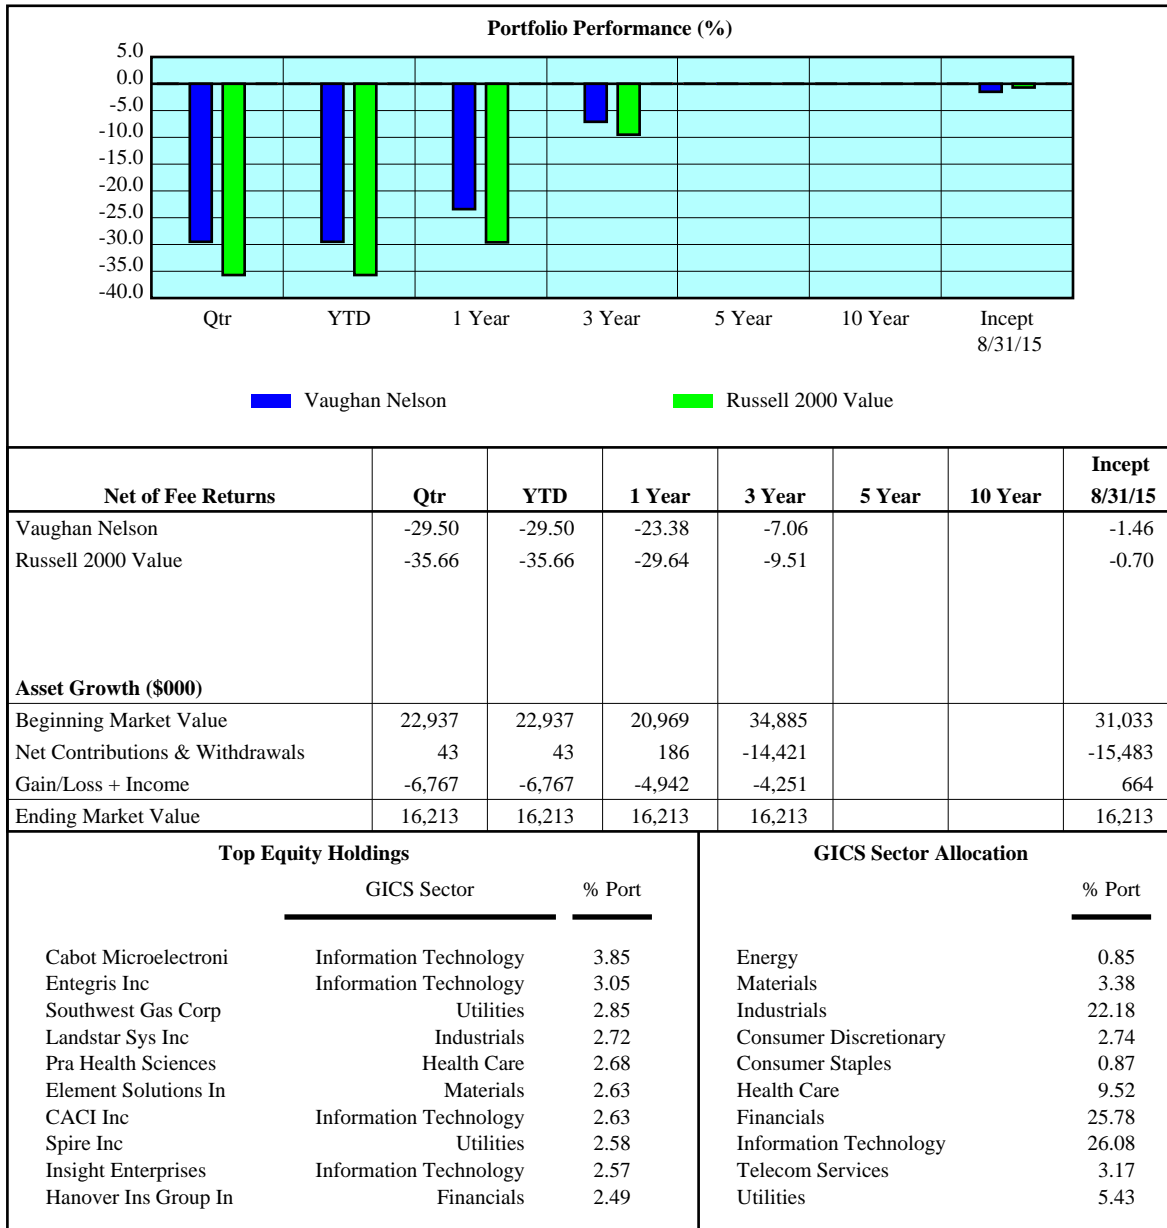 Portfolio Performance (%)
5.0
0.0
-5.0
-10.0
-15.0
-20.0
-25.0
-30.0
-35.0
-40.0
Qtr YTD 1 Year 3 Year 5 Year 10 Year Incept
8/31/15
Vaughan Nelson Russell 2000 Value
Incept
Net of Fee Returns Qtr YTD 1 Year 3 Year 5 Year 10 Year 8/31/15
Vaughan Nelson -29.50 -29.50 -23.38 -7.06 -1.46
Russell 2000 Value -35.66 -35.66 -29.64 -9.51 -0.70
Asset Growth ($000)
Beginning Market Value 22,937 22,937 20,969 34,885 31,033
Net Contributions & Withdrawals 43 43 186 -14,421 -15,483
Gain/Loss + Income -6,767 -6,767 -4,942 -4,251 664
Ending Market Value 16,213 16,213 16,213 16,213 16,213
Top Equity Holdings
GICS Sector % Port
Cabot Microelectroni Information Technology 3.85
Entegris Inc Information Technology 3.05
Southwest Gas Corp Utilities 2.85
Landstar Sys Inc Industrials 2.72
Pra Health Sciences Health Care 2.68
Element Solutions In Materials 2.63
CACI Inc Information Technology 2.63
Spire Inc Utilities 2.58
Insight Enterprises Information Technology 2.57
Hanover Ins Group In Financials 2.49
GICS Sector Allocation
% Port
Energy 0.85
Materials 3.38
Industrials 22.18
Consumer Discretionary 2.74
Consumer Staples 0.87
Health Care 9.52
Financials 25.78
Information Technology 26.08
Telecom Services 3.17
Utilities 5.43